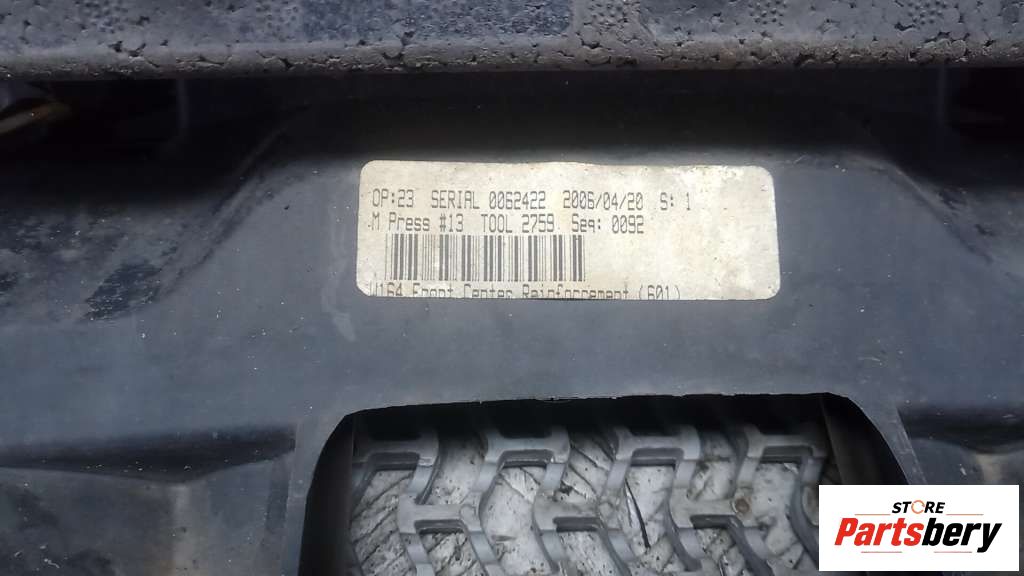 OP:23 SERIAL 0062422 2006/04/20 S: 1
.M Press #13 TOOL 2759 Seq: 0092
W164 Front Center Reinforcement (601)
STORE
Partsbery